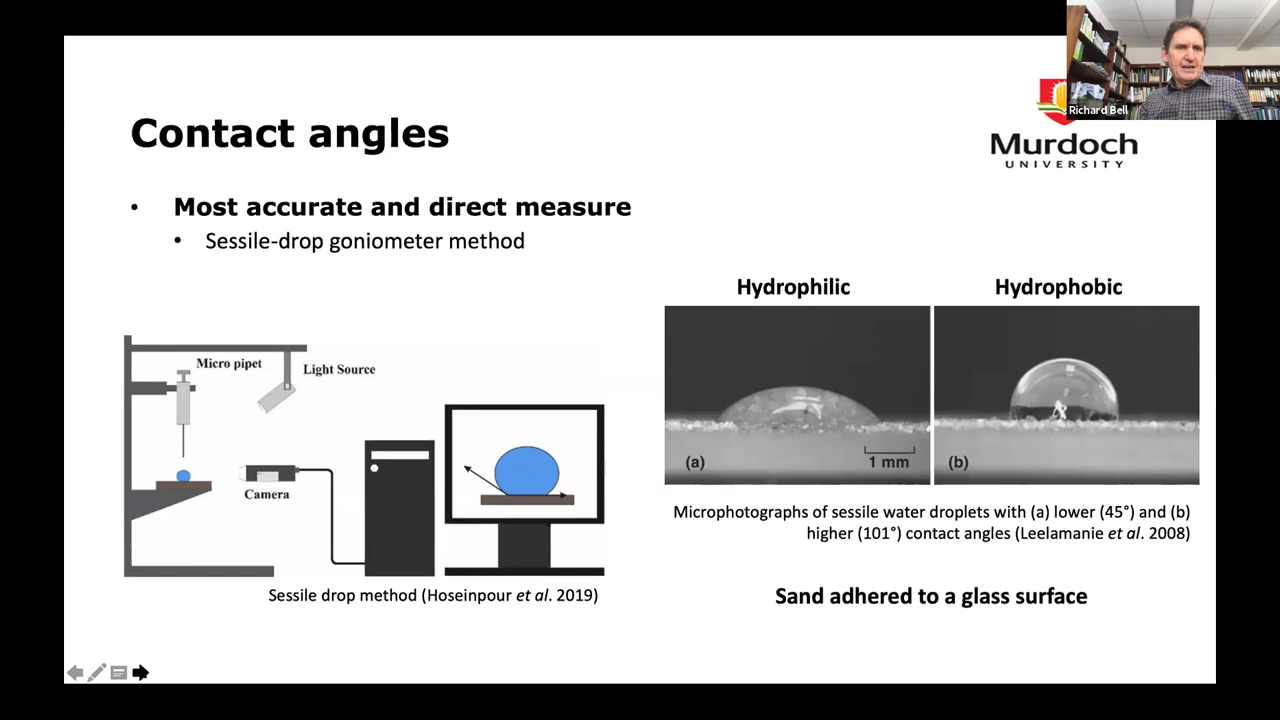 Richard Bell
Murdoch
UNIVERSITY
Contact angles
• Most accurate and direct measure
• Sessile-drop goniometer method
Micro pipet
Light Source
Camera
Sessile drop method (Hoseinpour et al. 2019)
Hydrophilic
Hydrophobic
(a)
1 mm
(b)
Microphotographs of sessile water droplets with (a) lower (45°) and (b)
higher (101°) contact angles (Leelamanie et al. 2008)
Sand adhered to a glass surface